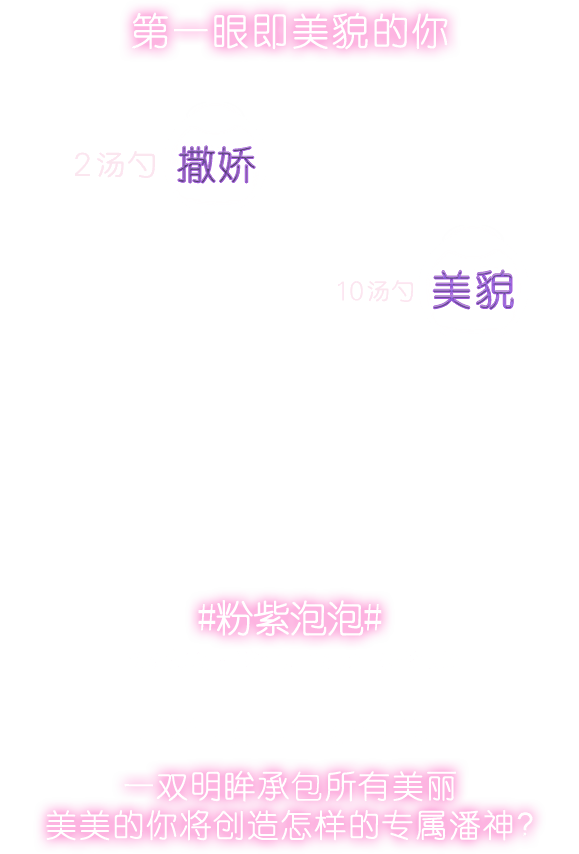 第一眼即美貌的你
2汤勺 撒娇
10汤勺 美貌
#粉紫泡泡#
一双明眸承包所有美丽
美美的你将创造怎样的专属潘神?